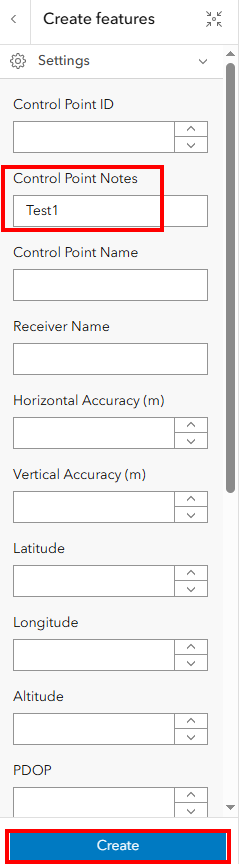 Create features
Settings
Control Point ID
Control Point Notes
Test1
Control Point Name
Receiver Name
Horizontal Accuracy (m)
Vertical Accuracy (m)
Latitude
Longitude
Altitude
PDOP
Create